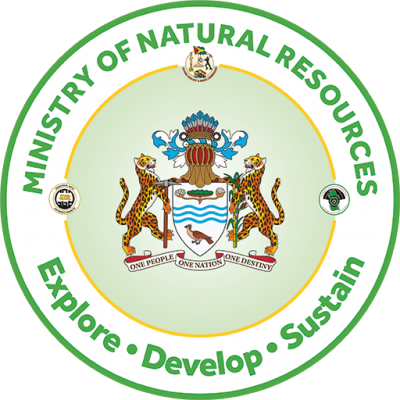 MINISTRY OF NATURAL RESOURCES
ONE PEOPLE ONE NATION ONE DESTINY
Explore • Develop • Sustain